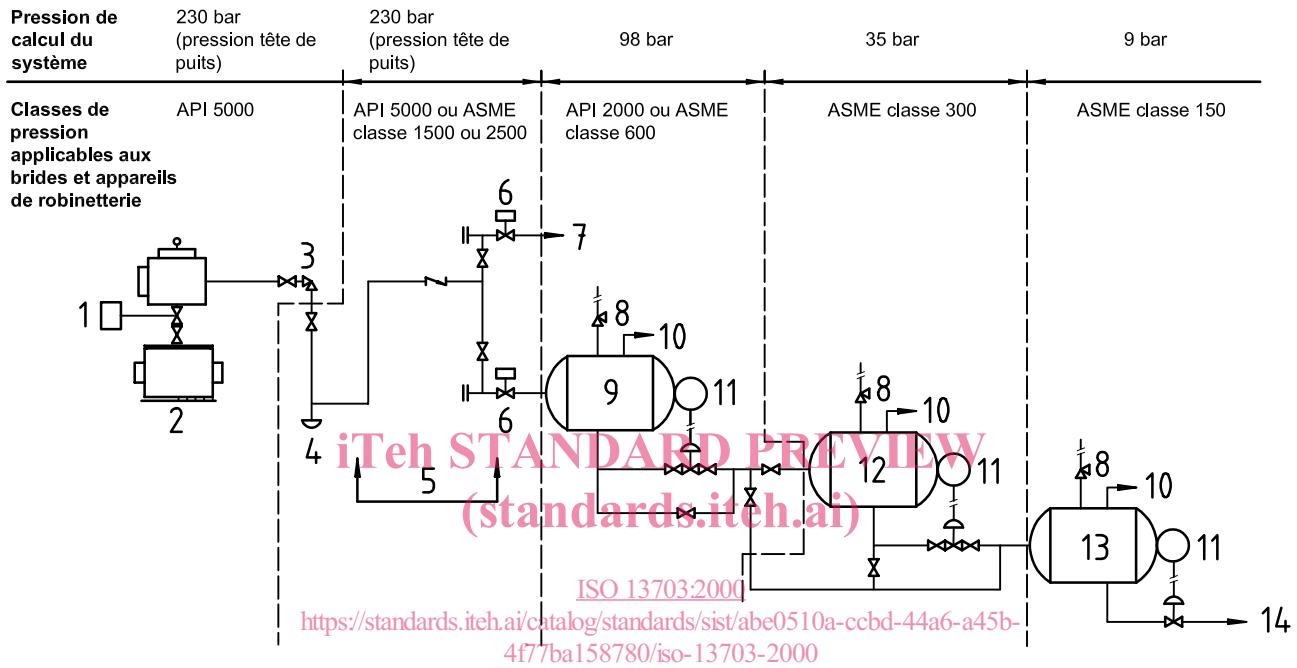 Pression de
calcul du
système
230 bar
(pression tête de
puits)
230 bar
(pression tête de
puits)
98 bar
35 bar
9 bar
Classes de
pression
applicables aux
brides et appareils
de robinetterie
API 5000
API 5000 ou ASME
classe 1500 ou 2500
API 2000 ou ASME
classe 600
ASME classe 300
ASME classe 150
6
7
3
1
8
10
9
11
2
4
6
8
10
12
11
5
8
10
13
11
14
iTeh STANDARD PREVIEW
(standards.iteh.ai)
ISO 13703:2000
https://standards.iteh.ai/catalog/standards/sist/abe0510a-ccbd-44a6-a45b-
4f77ba158780/iso-13703-2000